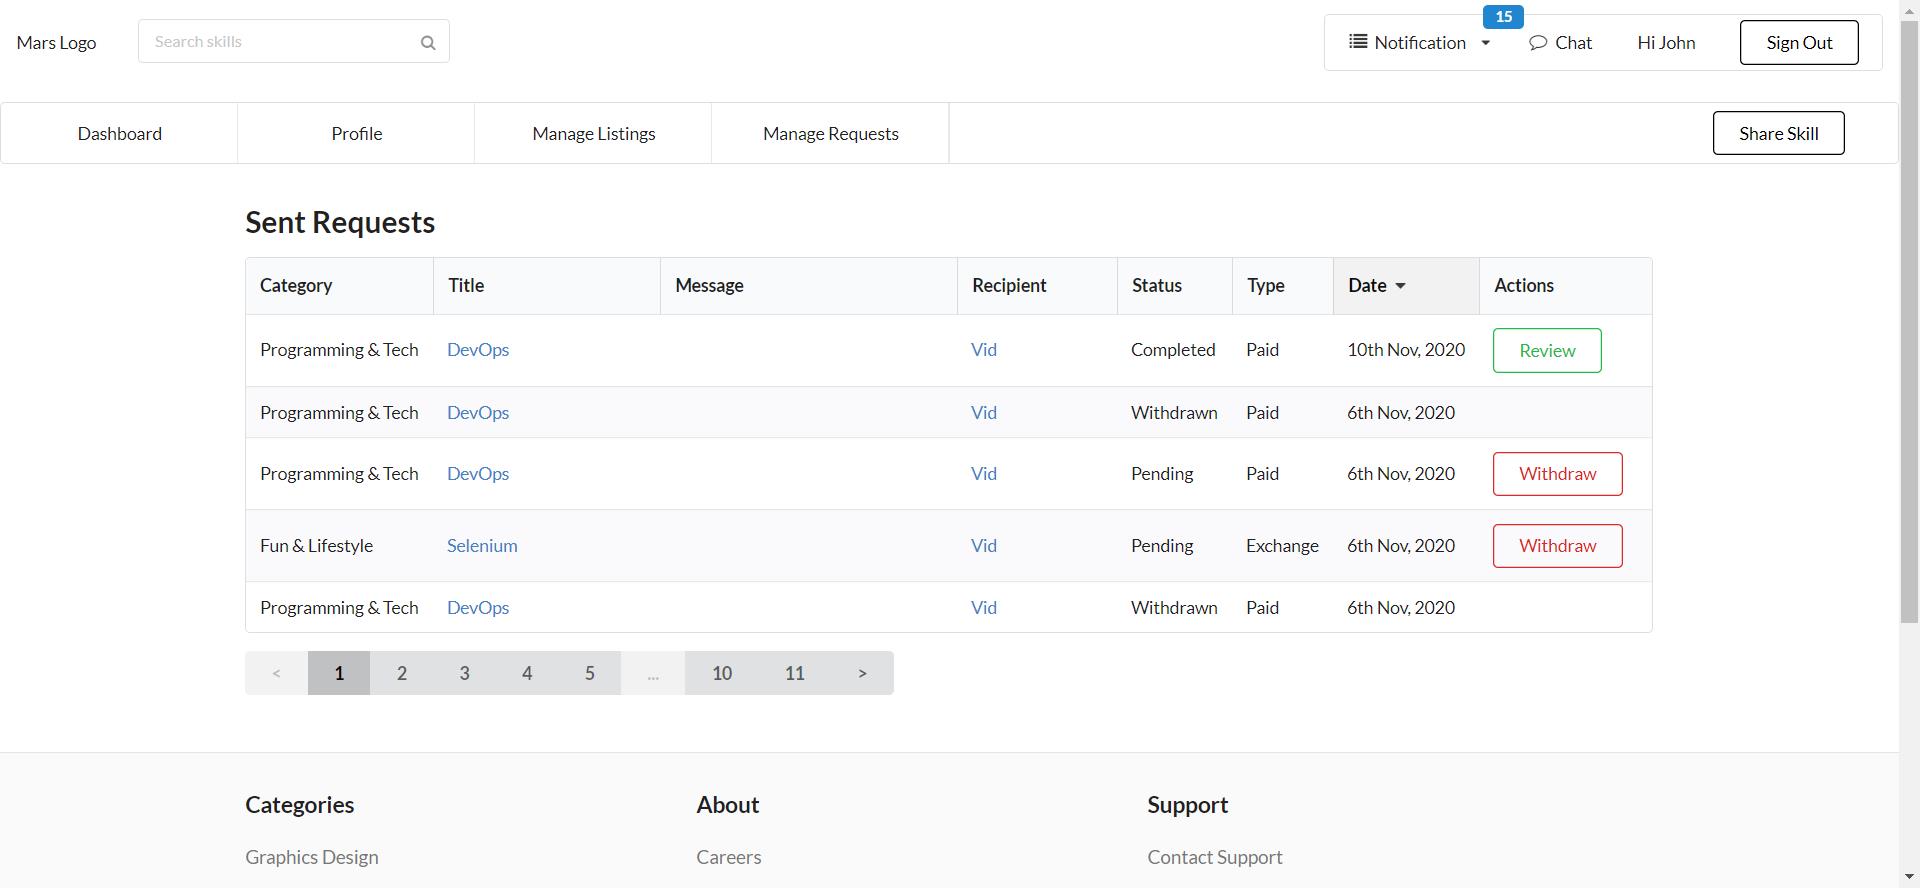 15
Mars Logo Search skills Notification Chat Hi John Sign Out
Dashboard Profile Manage Listings Manage Requests Share Skill
Sent Requests
Category Title Message Recipient Status Type Date Actions
Programming & Tech DevOps Vid Completed Paid 10th Nov, 2020 Review
Programming & Tech DevOps Vid Withdrawn Paid 6th Nov, 2020
Programming & Tech DevOps Vid Pending Paid 6th Nov, 2020 Withdraw
Fun & Lifestyle Selenium Vid Pending Exchange 6th Nov, 2020 Withdraw
Programming & Tech DevOps Vid Withdrawn Paid 6th Nov, 2020
< 1 2 3 4 5 ... 10 11 >
Categories About Support
Graphics Design Careers Contact Support